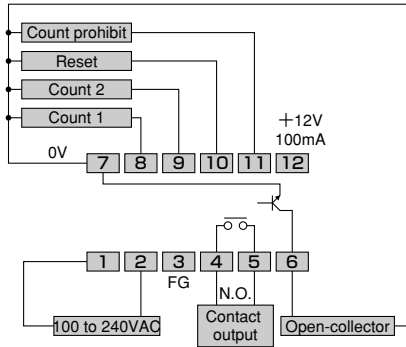 Count prohibit
Reset
Count 2
Count 1
+12V
100mA
0V
7 8 9 10 11 12
1 2 3 4 5 6
FG
N.O.
100 to 240VAC
Contact
output
Open-collector